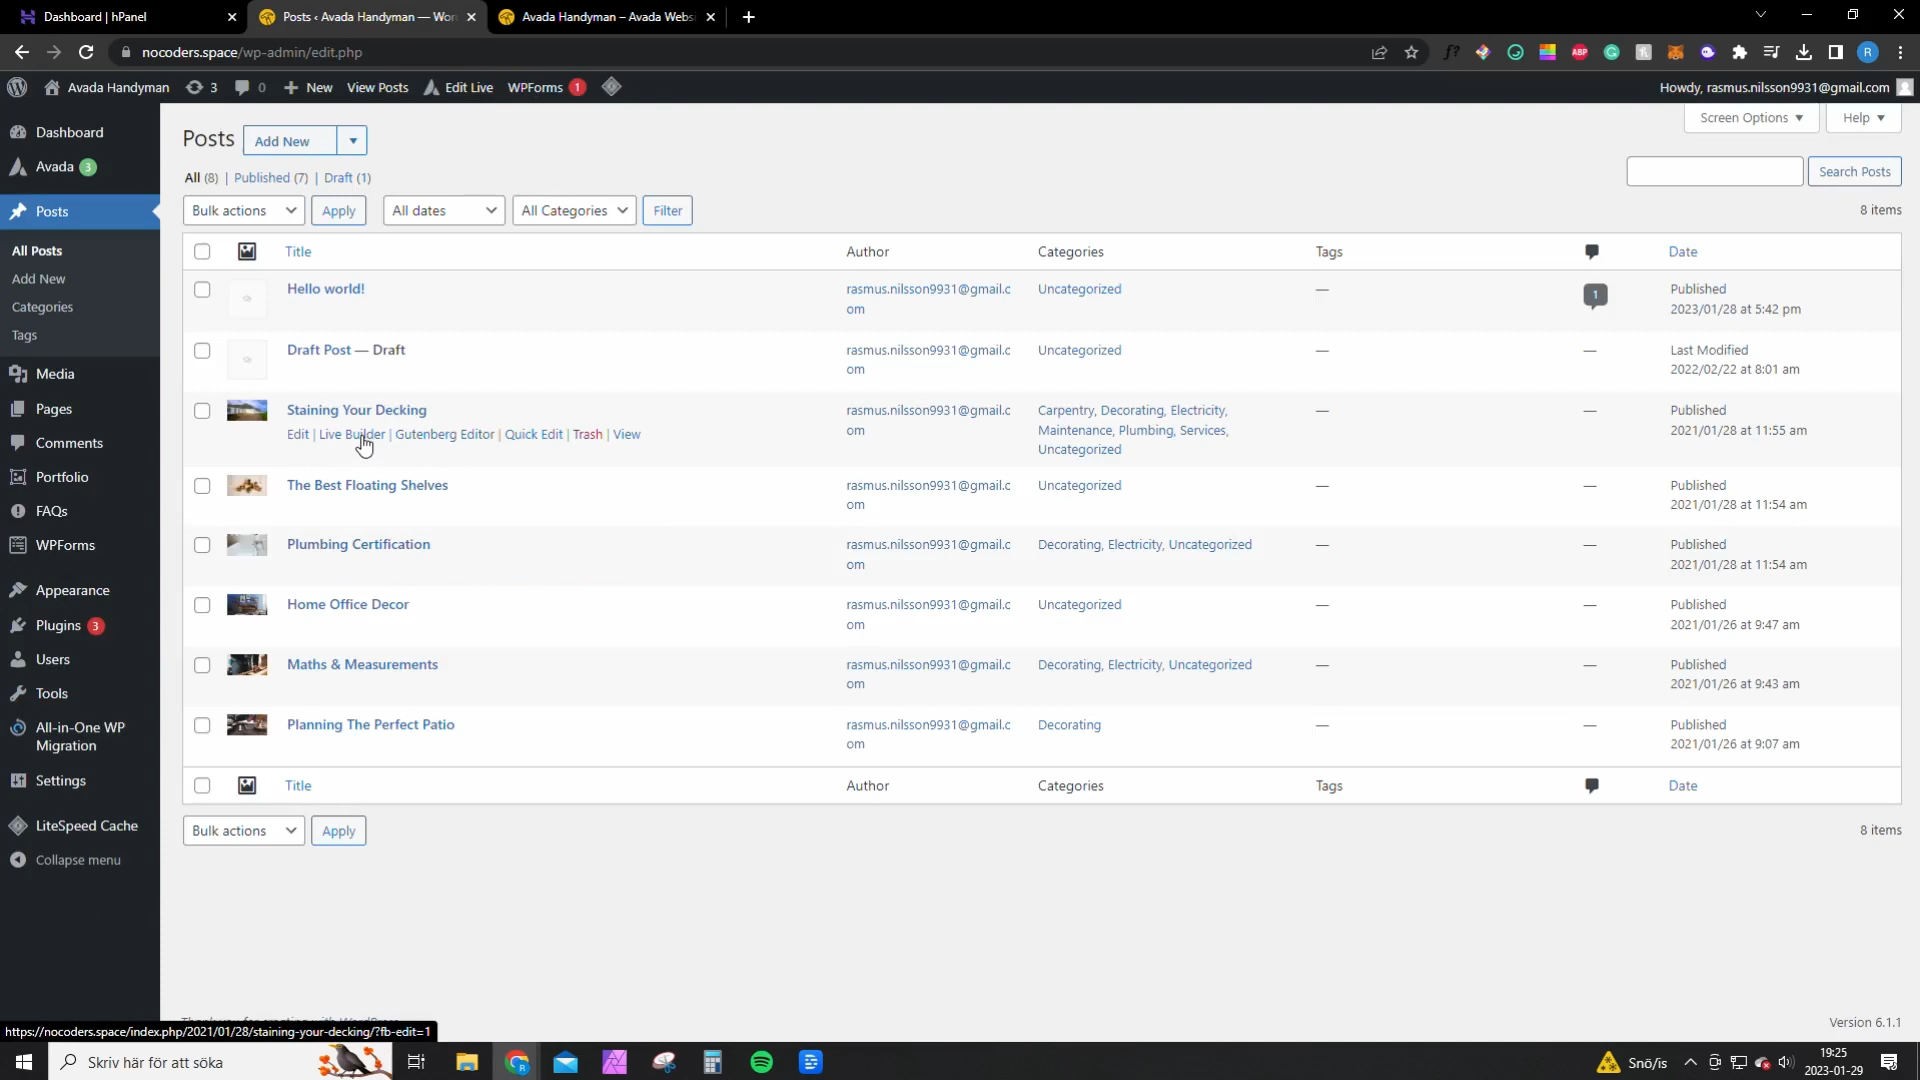 Dashboard | hPanel
Posts ‹ Avada Handyman — Wor
Avada Handyman – Avada Websi
nocoders.space/wp-admin/edit.php
Avada Handyman
3
0
New
View Posts
Edit Live
WPForms 1
Howdy, rasmus.nilsson9931@gmail.com
Dashboard
Avada 3
Posts
All Posts
Add New
Categories
Tags
Media
Pages
Comments
Portfolio
FAQs
WPForms
Appearance
Plugins 3
Users
Tools
All-in-One WP
Migration
Settings
LiteSpeed Cache
Collapse menu
Screen Options
Help
Posts
Add New
All (8) | Published (7) | Draft (1)
Search Posts
Bulk actions
Apply
All dates
All Categories
Filter
8 items
Title
Author
Categories
Tags
Date
Hello world!
rasmus.nilsson9931@gmail.c
om
Uncategorized
—
1
Published
2023/01/28 at 5:42 pm
Draft Post — Draft
rasmus.nilsson9931@gmail.c
om
Uncategorized
—
—
Last Modified
2022/02/22 at 8:01 am
Staining Your Decking
Edit | Live Builder | Gutenberg Editor | Quick Edit | Trash | View
rasmus.nilsson9931@gmail.c
om
Carpentry, Decorating, Electricity,
Maintenance, Plumbing, Services,
Uncategorized
—
—
Published
2021/01/28 at 11:55 am
The Best Floating Shelves
rasmus.nilsson9931@gmail.c
om
Uncategorized
—
—
Published
2021/01/28 at 11:54 am
Plumbing Certification
rasmus.nilsson9931@gmail.c
om
Decorating, Electricity, Uncategorized
—
—
Published
2021/01/28 at 11:54 am
Home Office Decor
rasmus.nilsson9931@gmail.c
om
Uncategorized
—
—
Published
2021/01/26 at 9:47 am
Maths & Measurements
rasmus.nilsson9931@gmail.c
om
Decorating, Electricity, Uncategorized
—
—
Published
2021/01/26 at 9:43 am
Planning The Perfect Patio
rasmus.nilsson9931@gmail.c
om
Decorating
—
—
Published
2021/01/26 at 9:07 am
Title
Author
Categories
Tags
Date
Bulk actions
Apply
8 items
Version 6.1.1
https://nocoders.space/index.php/2021/01/28/staining-your-decking/?fb-edit=1
Skriv här för att söka
Snö/is
19:25
2023-01-29